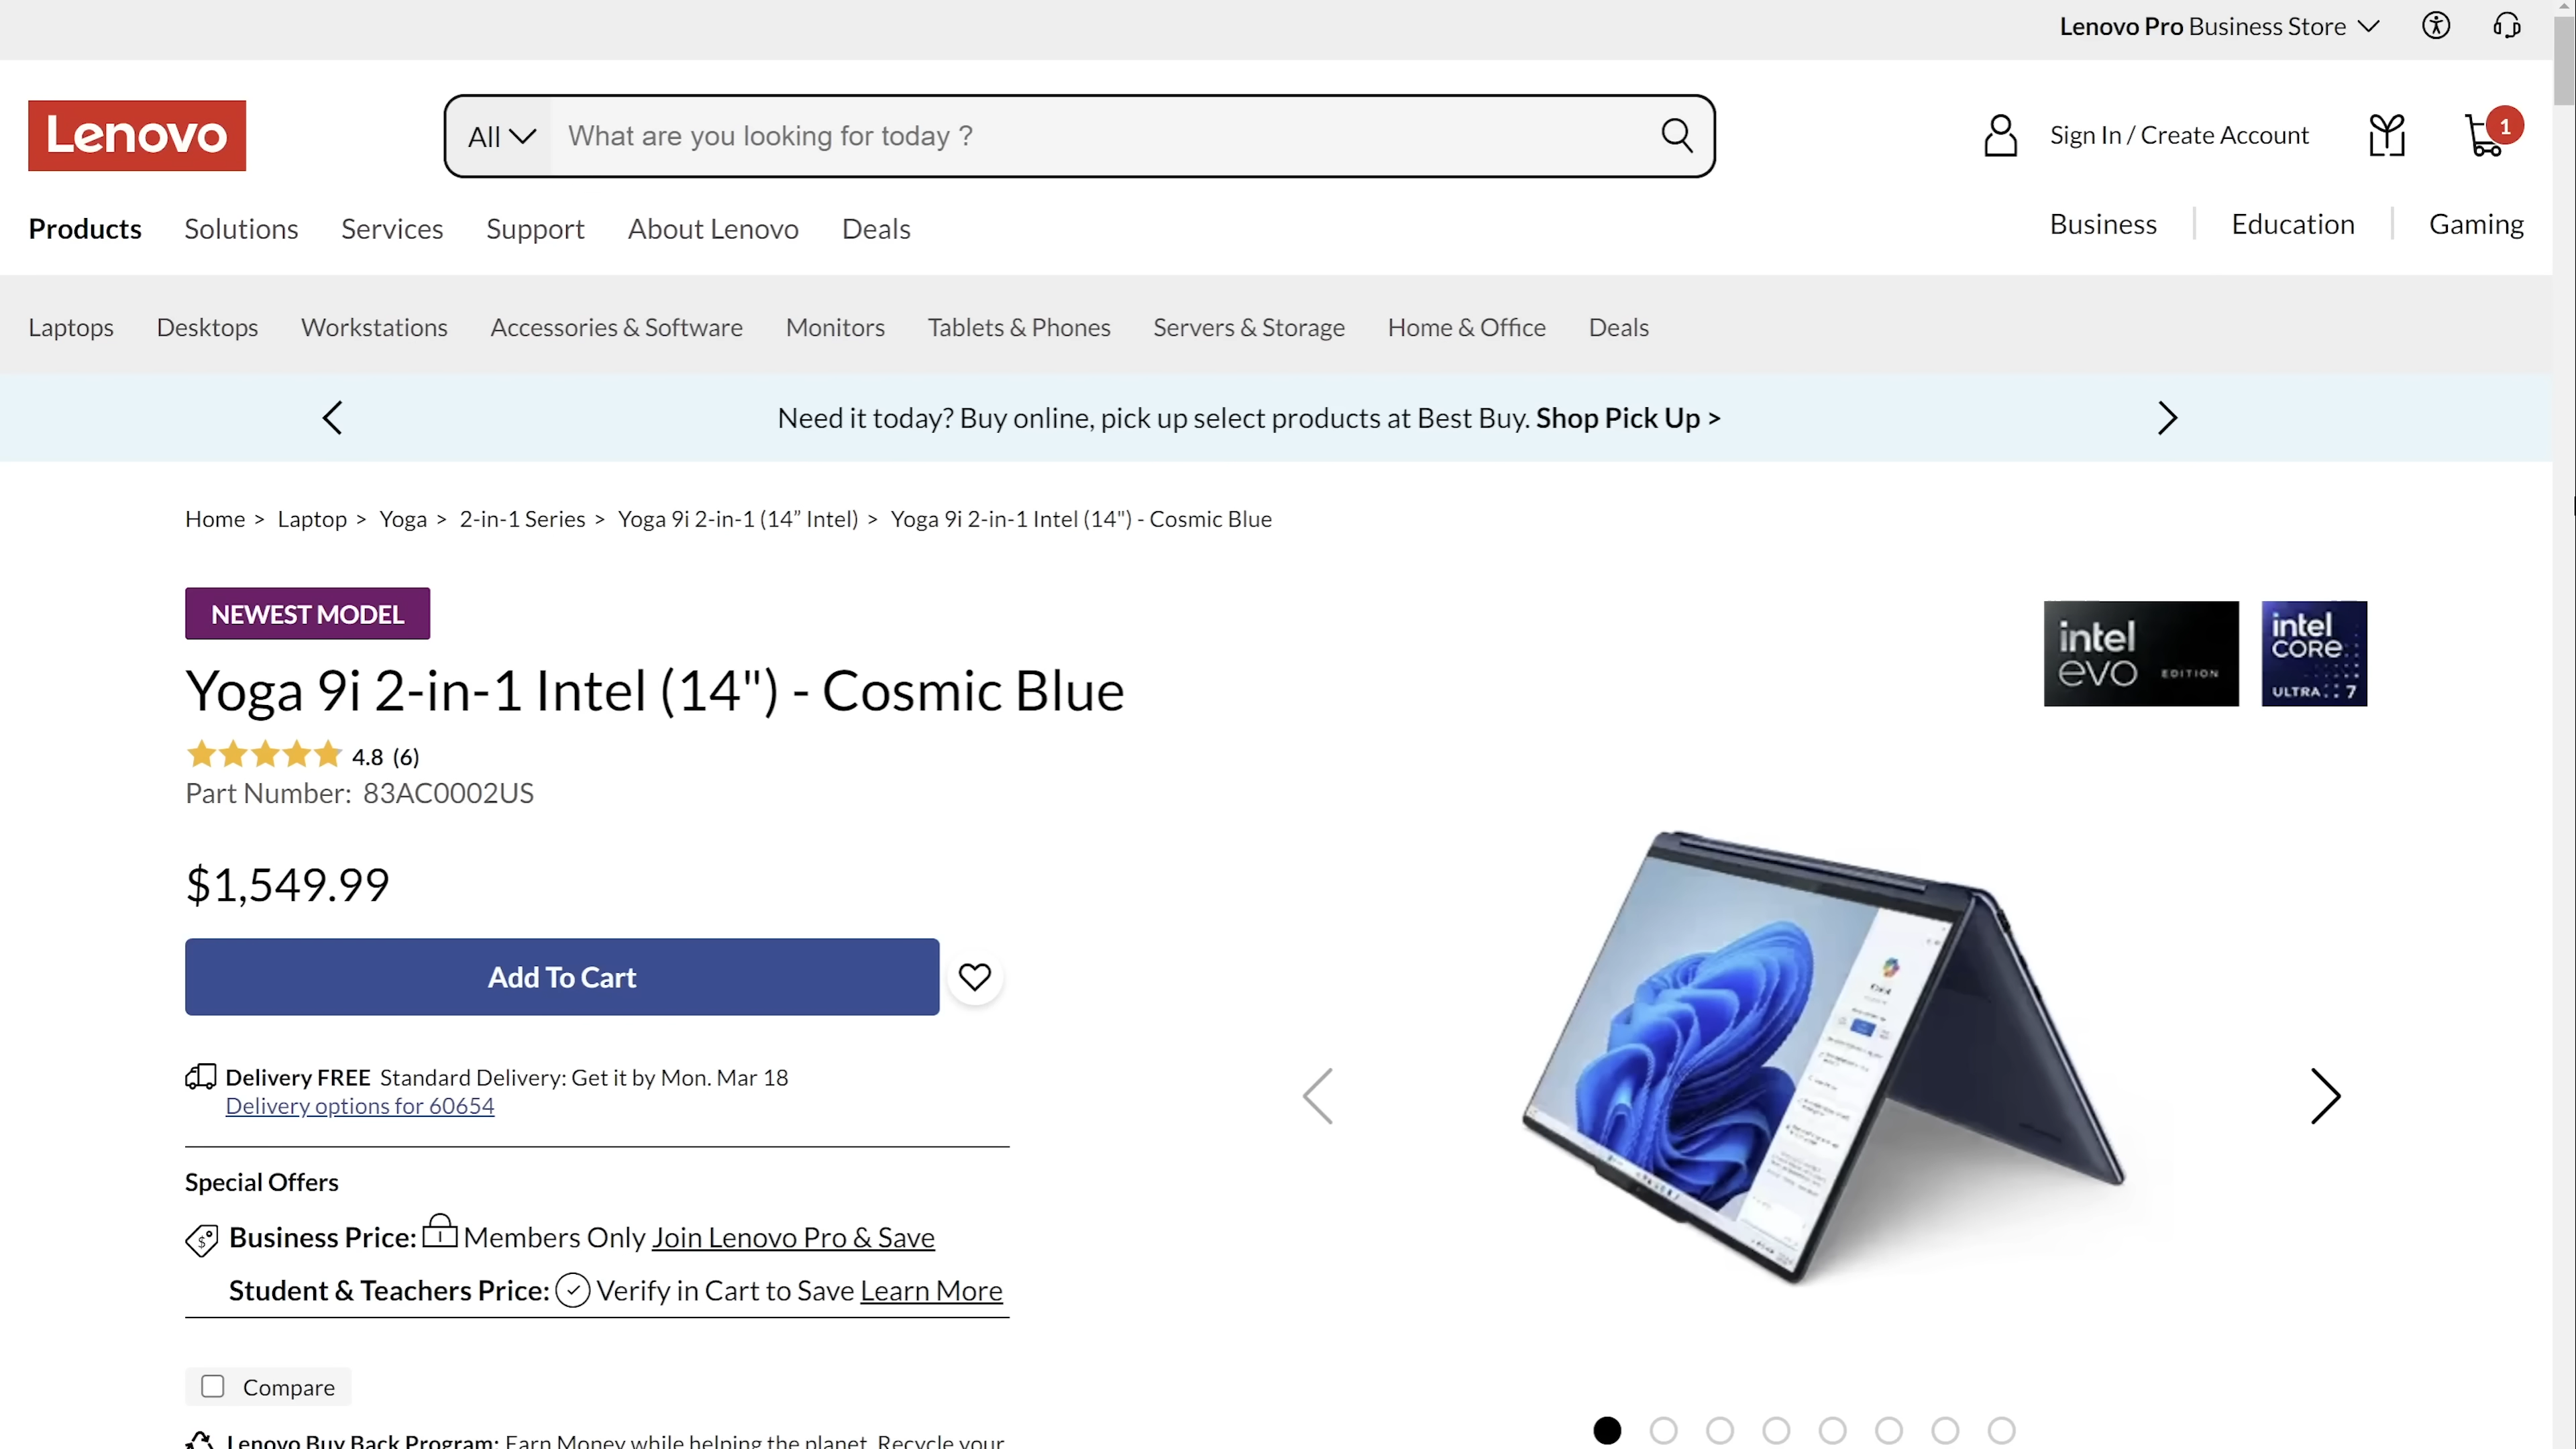 Lenovo Pro Business Store
Lenovo
All
What are you looking for today ?
Sign In / Create Account
1
Products Solutions Services Support About Lenovo Deals
Business Education Gaming
Laptops Desktops Workstations Accessories & Software Monitors Tablets & Phones Servers & Storage Home & Office Deals
Need it today? Buy online, pick up select products at Best Buy. Shop Pick Up >
Home > Laptop > Yoga > 2-in-1 Series > Yoga 9i 2-in-1 (14” Intel) > Yoga 9i 2-in-1 Intel (14") - Cosmic Blue
NEWEST MODEL
intel evo EDITION
intel CORE ULTRA 7
Yoga 9i 2-in-1 Intel (14") - Cosmic Blue
4.8 (6)
Part Number: 83AC0002US
$1,549.99
Add To Cart
Delivery FREE Standard Delivery: Get it by Mon. Mar 18
Delivery options for 60654
Special Offers
Business Price: Members Only Join Lenovo Pro & Save
Student & Teachers Price: Verify in Cart to Save Learn More
Compare
Lenovo Buy Back Program: Earn Money while helping the planet. Recycle your